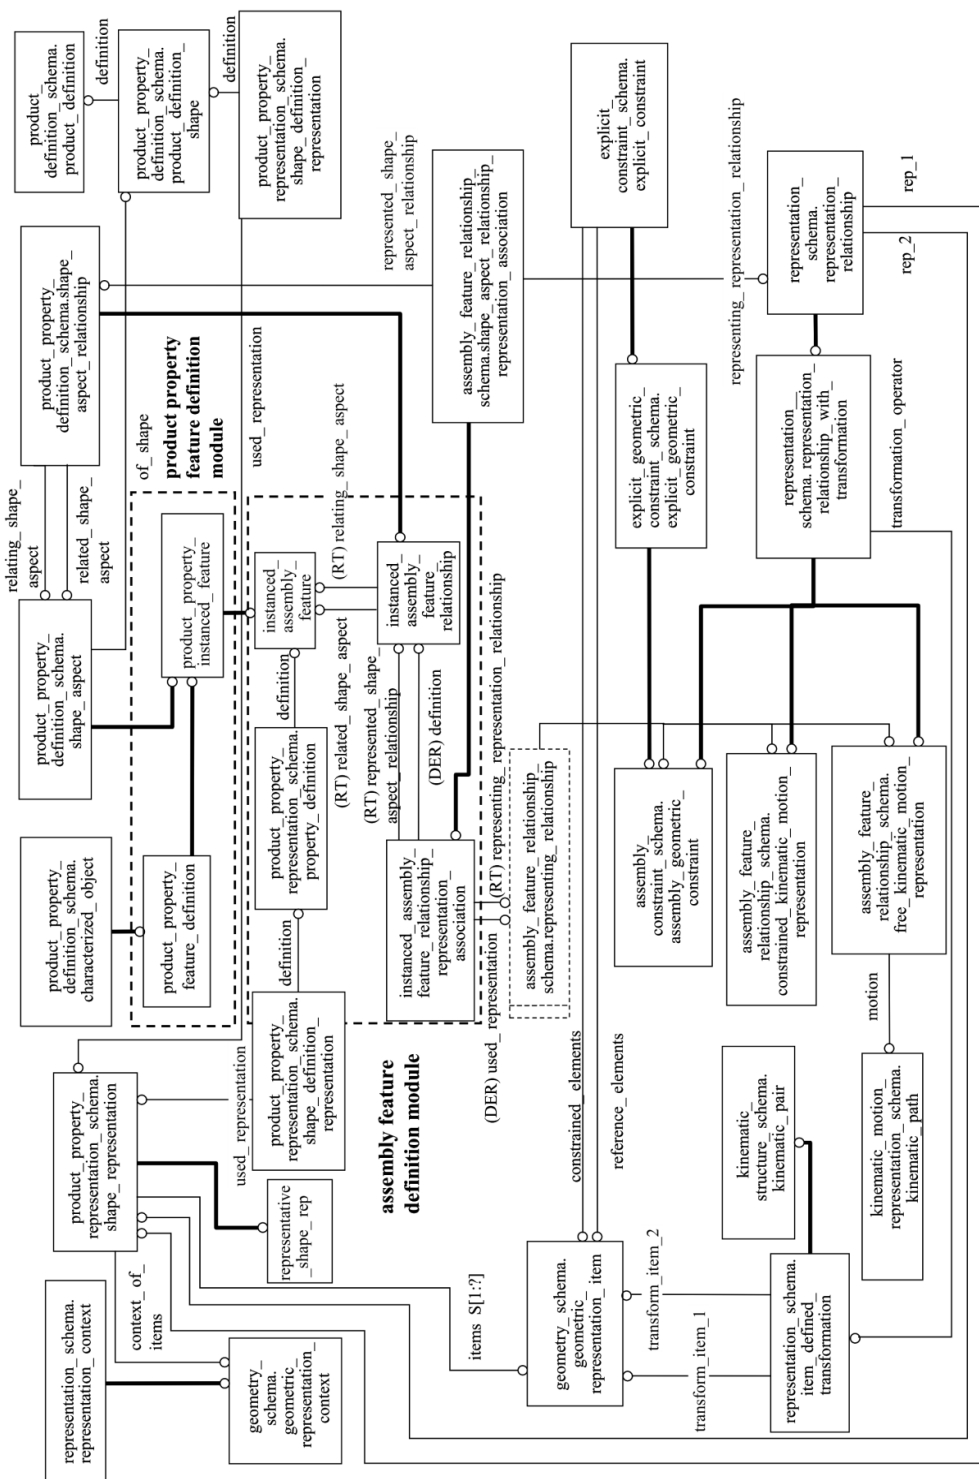 product_
definition_schema.
product_definition
definition
product_property_
definition_schema.
product_definition_
shape
definition
product_property_
representation_schema.
shape_definition_
representation
product_property_
definition_schema.shape_
aspect_relationship
relating_shape_
aspect
related_shape_
aspect
product_property_
definition_schema.
shape_aspect
of_shape
product property
feature definition
module
product_property_
instanced_feature
product_property_
feature_definition
product_property_
definition_schema.
characterized_object
used_representation
represented_shape_
aspect_relationship
assembly_feature_relationship_
schema.shape_aspect_relationship_
representation_association
explicit_
constraint_schema.
explicit_constraint
representing_representation_relationship
representation_
schema.
representation_
relationship
rep_1
rep_2
explicit_geometric_
constraint_schema.
explicit_geometric_
constraint
representation_
schema.representation_
relationship_with_
transformation
transformation_operator
instanced_
assembly_
feature
(RT) relating_shape_aspect
instanced_
assembly_
feature_
relationship
definition
(RT) related_shape_aspect
(RT) represented_shape_
aspect_relationship
(DER) definition
product_property_
representation_schema.
property_definition
definition
instanced_assembly_
feature_relationship_
representation_
association
(RT) representing_representation_relationship
(DER) used_representation
assembly_feature_relationship_
schema.representing_relationship
product_property_
representation_schema.
shape_definition_
representation
used_representation
assembly feature
definition module
assembly_
constraint_schema.
assembly_geometric_
constraint
assembly_feature_
relationship_schema.
constrained_kinematic_motion_
representation
assembly_feature_
relationship_schema.
free_kinematic_motion_
representation
motion
constrained_elements
reference_elements
product_property_
representation_schema.
shape_representation
representative
_shape_rep
representation_schema.
representation_context
context_of_
items
geometry_
schema.
geometric_
representation_
context
items S[1:?]
geometry_schema.
geometric_
representation_item
transform_item_2
transform_item_1
kinematic_
structure_schema.
kinematic_pair
kinematic_motion_
representation_schema.
kinematic_path
representation_schema.
item_defined_
transformation